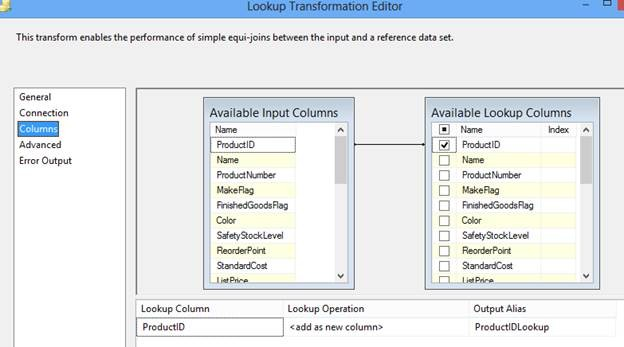 Lookup Transformation Editor
This transform enables the performance of simple equi-joins between the input and a reference data set.
General
Connection
Columns
Advanced
Error Output
Available Input Columns
Name
ProductID
Name
ProductNumber
MakeFlag
FinishedGoodsFlag
Color
SafetyStockLevel
ReorderPoint
StandardCost
ListPrice
Available Lookup Columns
Name Index
ProductID
Name
ProductNumber
MakeFlag
FinishedGoodsFlag
Color
SafetyStockLevel
ReorderPoint
StandardCost
ListPrice
Lookup Column Lookup Operation Output Alias
ProductID <add as new column> ProductIDLookup